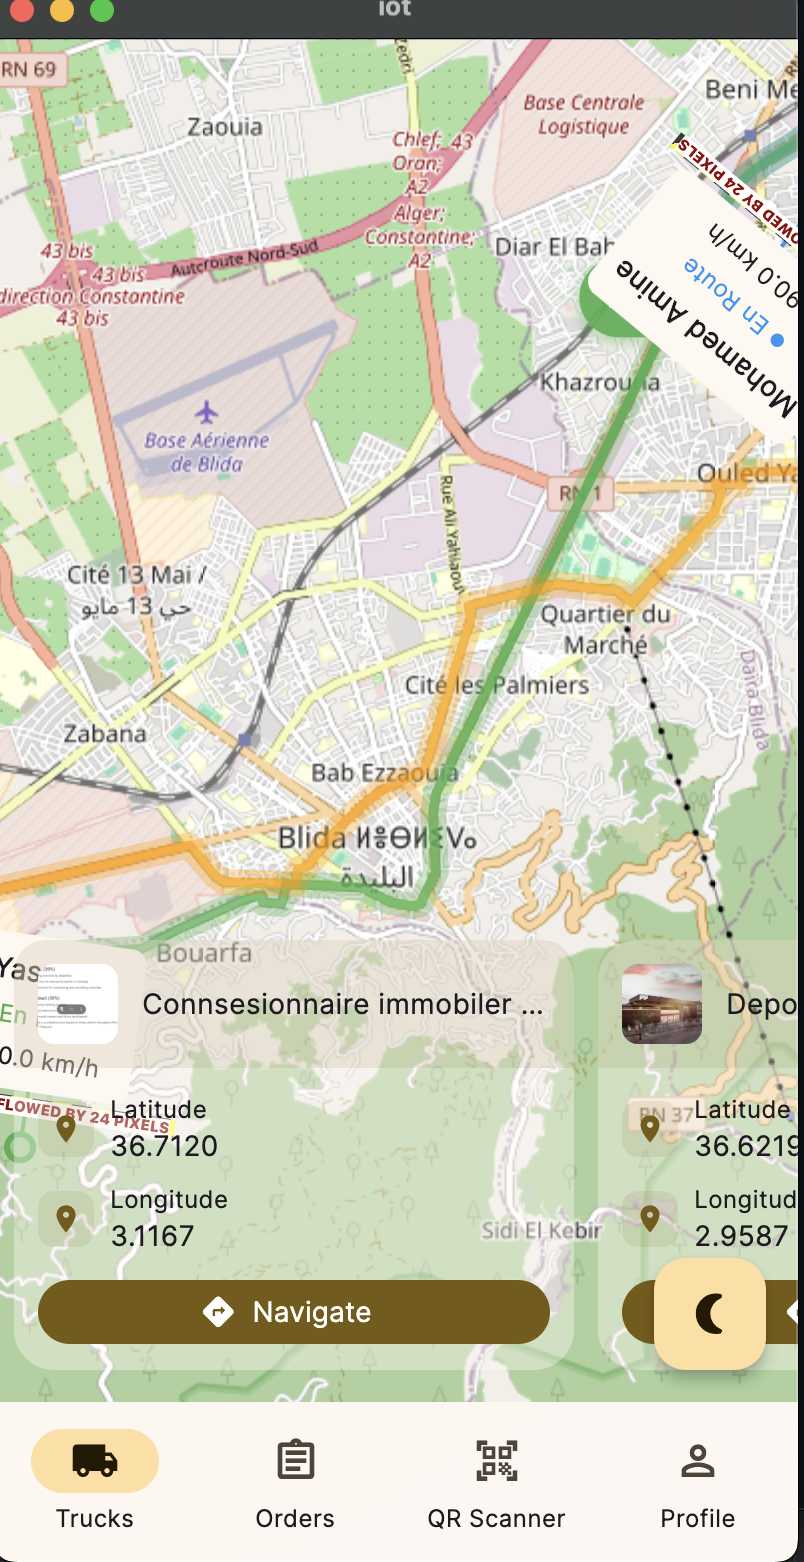 iot
RN 69
Zedri
Beni Me
Zaouia
Base Centrale
Logistique
Chlef; 43
Oran;
A2
Alger;
Constantine;
A2
Diar El Bah
43 bis
43 bis
direction Constantine
43 bis
Autoroute Nord-Sud
OWED BY 24 PIXELS
90.0 km/h
En Route
Mohamed Amine
Khazrouna
Base Aérienne
de Blida
Ouled Ya
RN 1
Rue Ali Yahiaoui
Cité 13 Mai /
حي 13 مايو
Quartier du
Marché
Daïra Blida
Cité les Palmiers
Zabana
Bab Ezzaouia
Blida ⵍⴻⴱⵍⵉⴷⴰ
البليدة
Bouarfa
Yas
En
0.0 km/h
FLOWED BY 24 PIXELS
Connsesionnaire immobiler ...
Latitude
36.7120
Longitude
3.1167
Navigate
Depo
RN 37
Latitude
36.6219
Longitud
2.9587
Sidi El Kebir
Trucks
Orders
QR Scanner
Profile